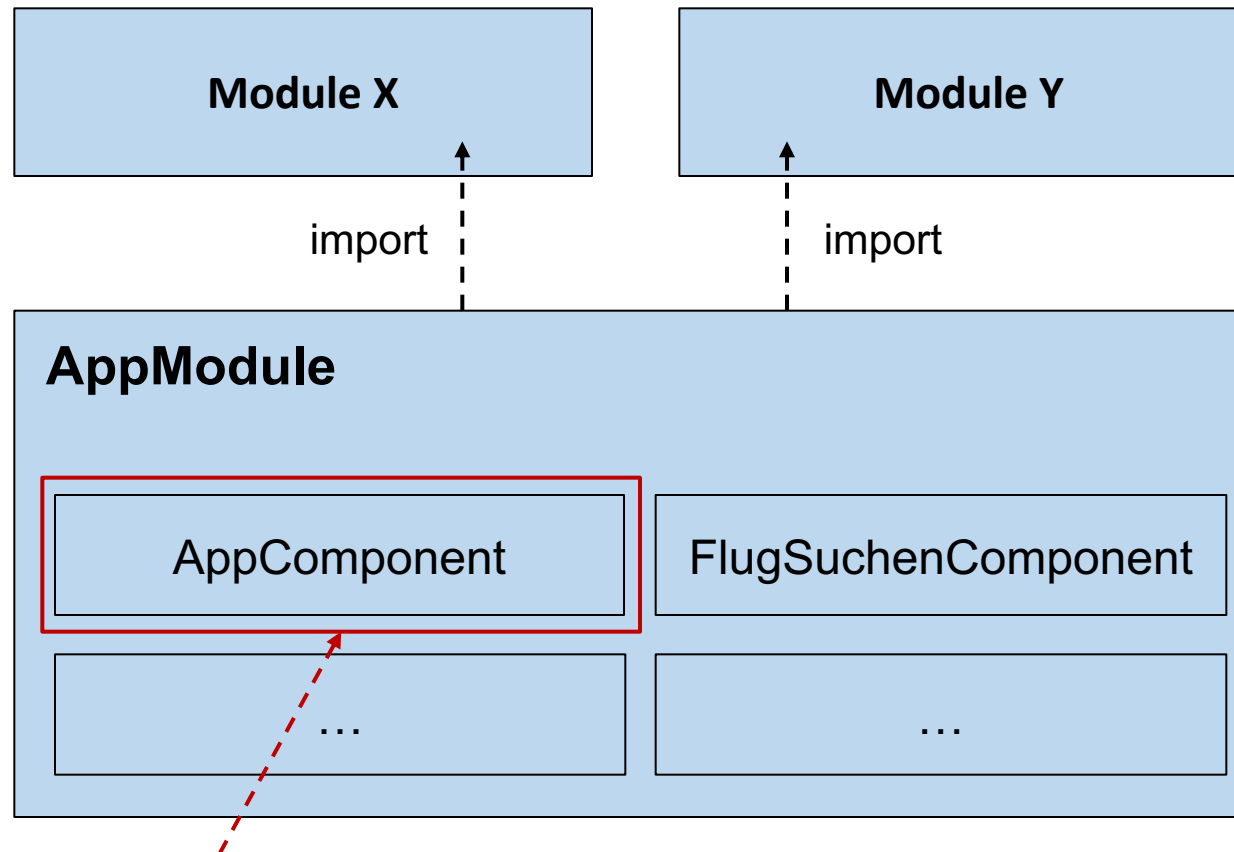 Module X
Module Y
import
import
AppModule
AppComponent
FlugSuchenComponent
…
…